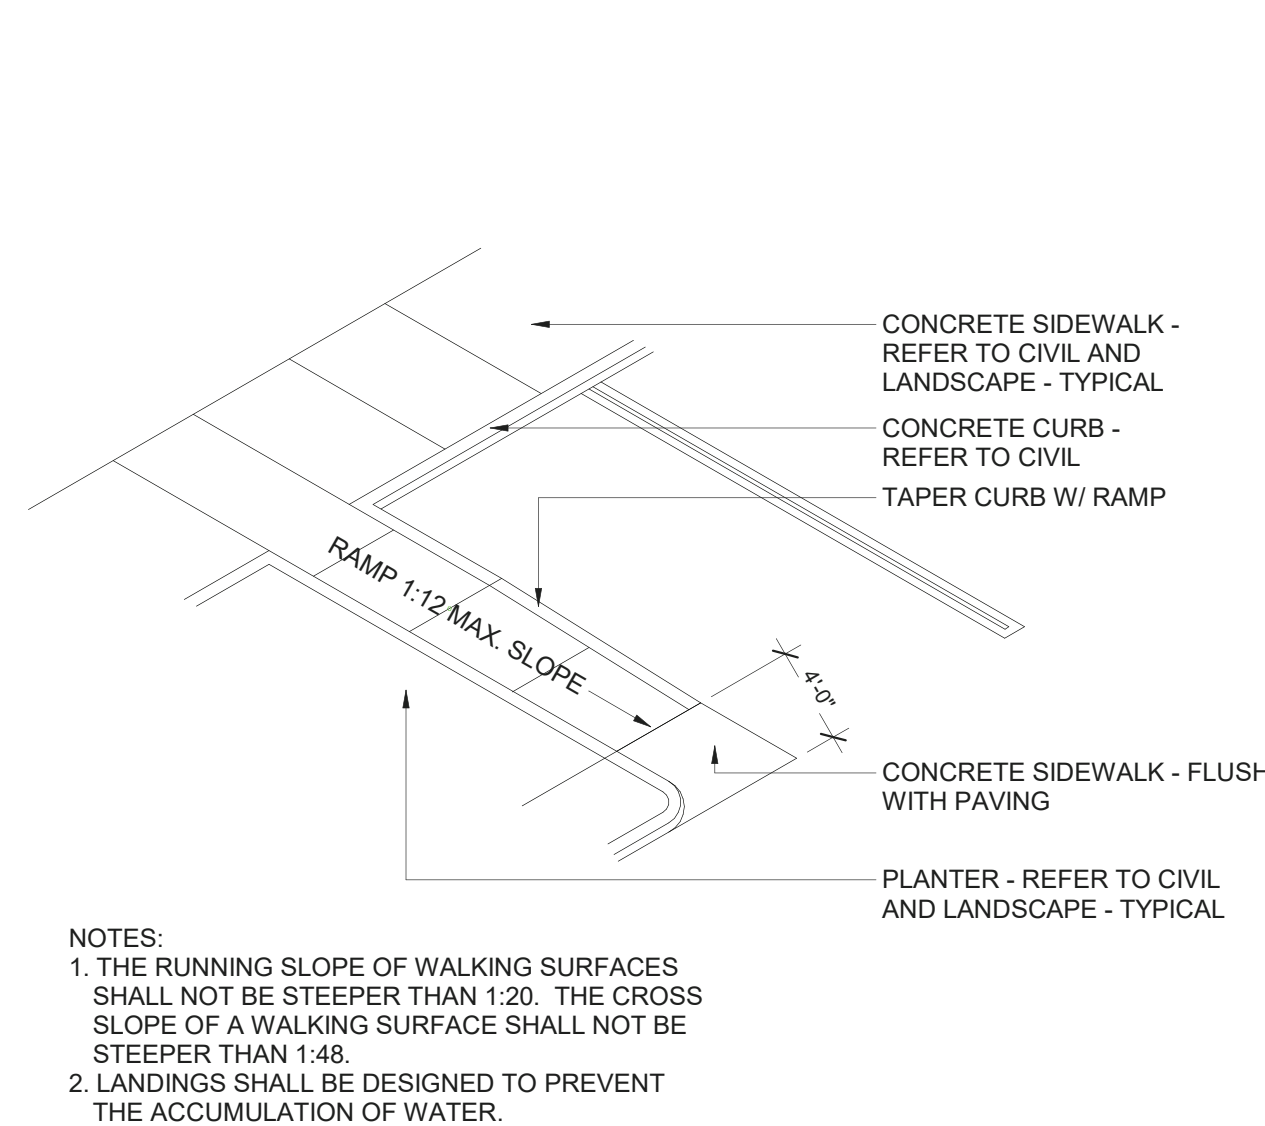 CONCRETE SIDEWALK -
REFER TO CIVIL AND
LANDSCAPE - TYPICAL
CONCRETE CURB -
REFER TO CIVIL
TAPER CURB W/ RAMP
RAMP 1:12 MAX. SLOPE
4'-0"
CONCRETE SIDEWALK - FLUSH
WITH PAVING
PLANTER - REFER TO CIVIL
AND LANDSCAPE - TYPICAL
NOTES:
1. THE RUNNING SLOPE OF WALKING SURFACES
SHALL NOT BE STEEPER THAN 1:20. THE CROSS
SLOPE OF A WALKING SURFACE SHALL NOT BE
STEEPER THAN 1:48.
2. LANDINGS SHALL BE DESIGNED TO PREVENT
THE ACCUMULATION OF WATER.